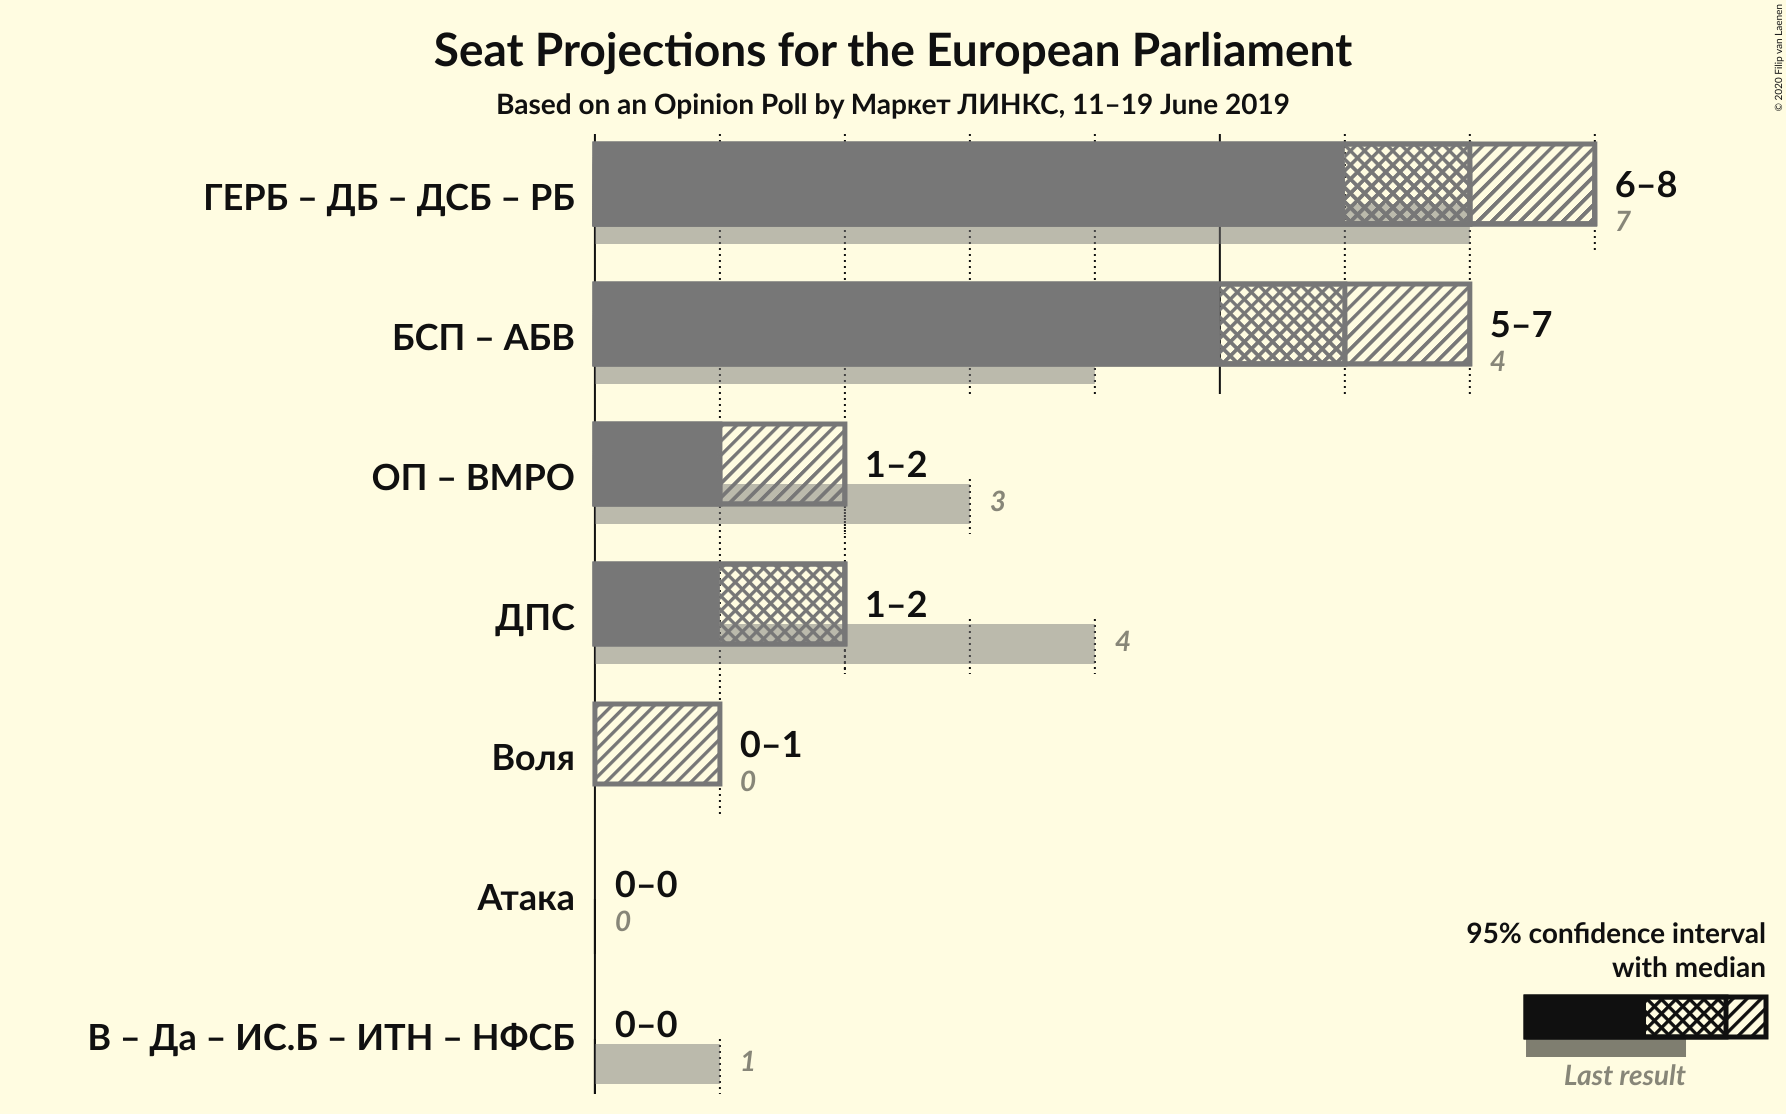 Seat Projections for the European Parliament
Based on an Opinion Poll by Маркет ЛИНКС, 11–19 June 2019
© 2020 Filip van Laenen
ГЕРБ – ДБ – ДСБ – РБ
6–8
7
БСП – АБВ
5–7
4
ОП – ВМРО
1–2
3
ДПС
1–2
4
Воля
0–1
0
Атака
0–0
0
В – Да – ИС.Б – ИТН – НФСБ
0–0
1
95% confidence interval
with median
Last result